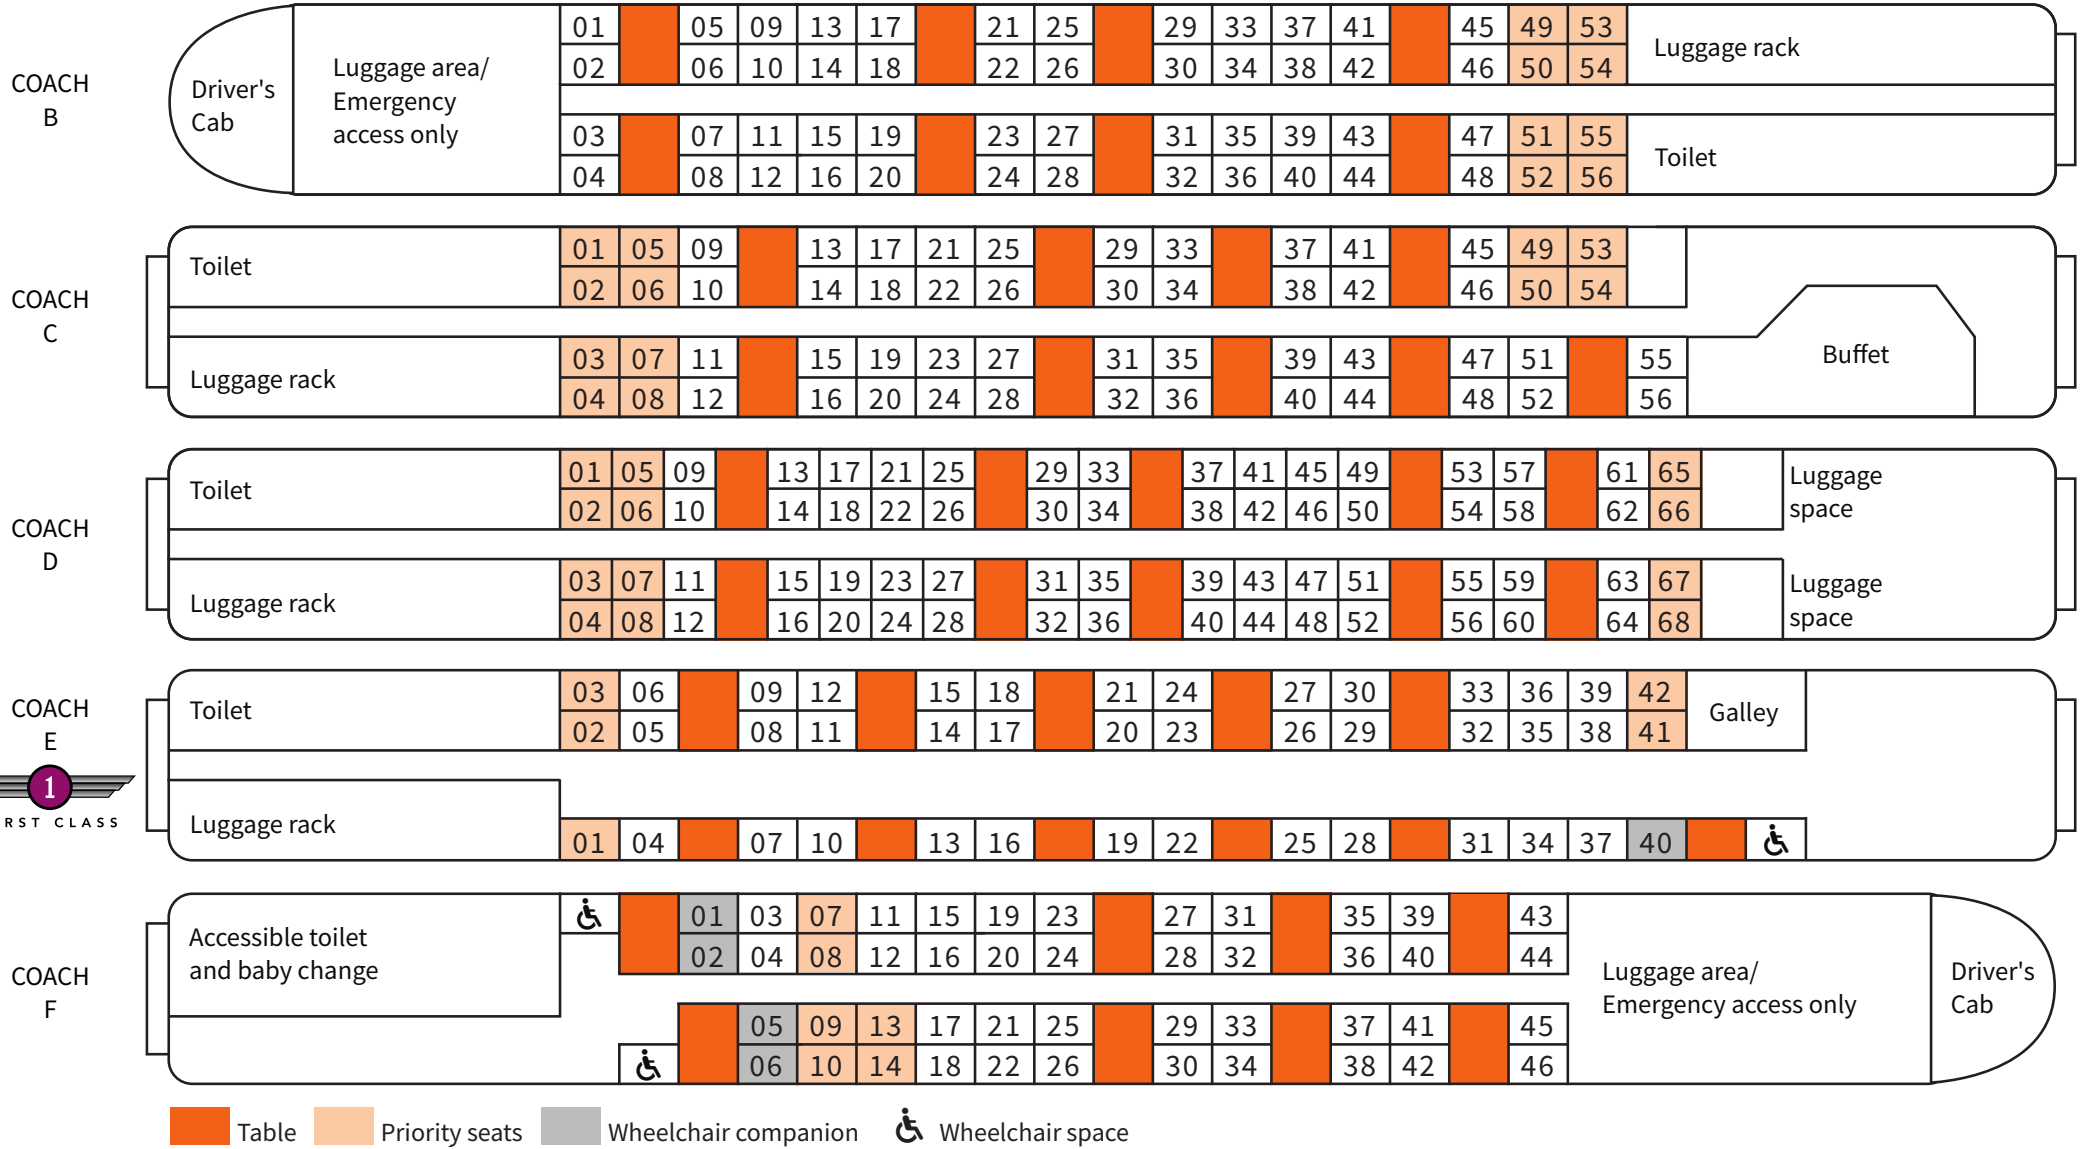 COACH
B
Driver's
Cab
Luggage area/
Emergency
access only
01 05 09 13 17 21 25 29 33 37 41 45 49 53
02 06 10 14 18 22 26 30 34 38 42 46 50 54
Luggage rack
03 07 11 15 19 23 27 31 35 39 43 47 51 55
04 08 12 16 20 24 28 32 36 40 44 48 52 56
Toilet
COACH
C
Toilet
01 05 09 13 17 21 25 29 33 37 41 45 49 53
02 06 10 14 18 22 26 30 34 38 42 46 50 54
Luggage rack
03 07 11 15 19 23 27 31 35 39 43 47 51 55
04 08 12 16 20 24 28 32 36 40 44 48 52 56
Buffet
COACH
D
Toilet
01 05 09 13 17 21 25 29 33 37 41 45 49 53 57 61 65
02 06 10 14 18 22 26 30 34 38 42 46 50 54 58 62 66
Luggage
space
Luggage rack
03 07 11 15 19 23 27 31 35 39 43 47 51 55 59 63 67
04 08 12 16 20 24 28 32 36 40 44 48 52 56 60 64 68
Luggage
space
COACH
E
1
RST CLASS
Toilet
03 06 09 12 15 18 21 24 27 30 33 36 39 42
02 05 08 11 14 17 20 23 26 29 32 35 38 41
Galley
Luggage rack
01 04 07 10 13 16 19 22 25 28 31 34 37 40
COACH
F
Accessible toilet
and baby change
01 03 07 11 15 19 23 27 31 35 39 43
02 04 08 12 16 20 24 28 32 36 40 44
05 09 13 17 21 25 29 33 37 41 45
06 10 14 18 22 26 30 34 38 42 46
Luggage area/
Emergency access only
Driver's
Cab
Table Priority seats Wheelchair companion Wheelchair space